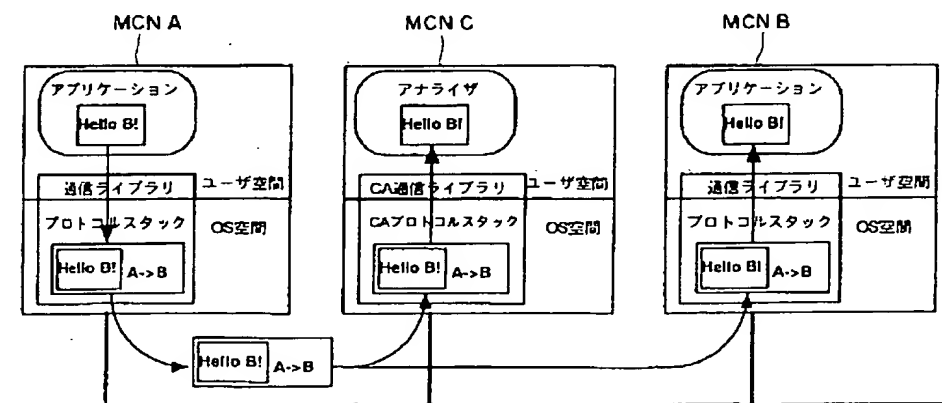 MCN A
MCN C
MCN B
アプリケーション
Hello B!
アナライザ
Hello B!
アプリケーション
Hello B!
通信ライブラリ
ユーザ空間
CA通信ライブラリ
ユーザ空間
通信ライブラリ
ユーザ空間
プロトコルスタック
OS空間
CAプロトコルスタック
OS空間
プロトコルスタック
OS空間
Hello B! A->B
Hello B! A->B
Hello B! A->B
Hello B! A->B